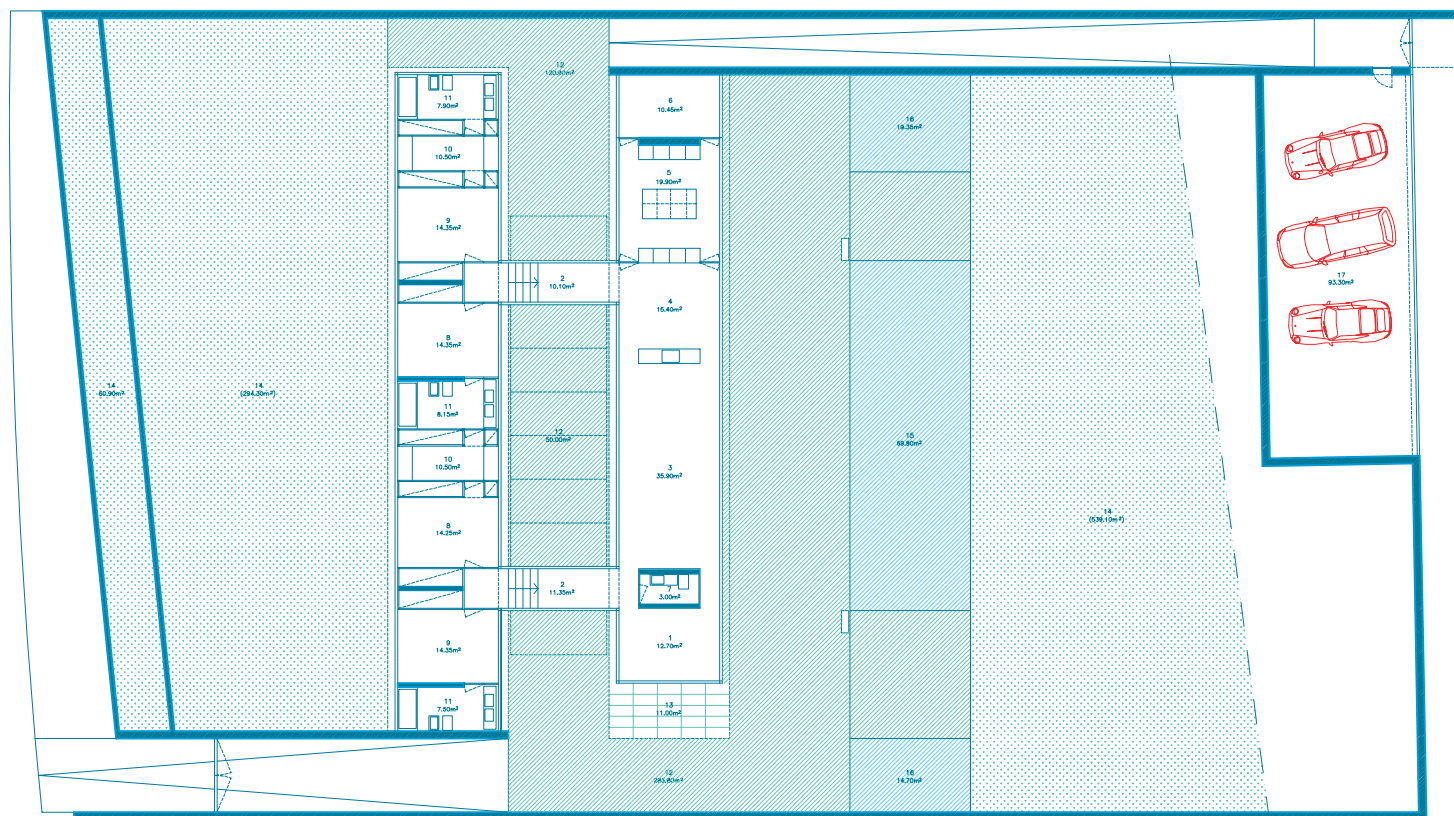 12
120.80m²
11
7.90m²
6
10.45m²
16
19.35m²
10
10.50m²
5
19.90m²
9
14.35m²
2
10.10m²
17
93.30m²
4
15.40m²
8
14.35m²
14
60.90m²
14
(294.30m²)
11
8.15m²
12
50.00m²
15
69.80m²
10
10.50m²
3
35.90m²
14
(539.10m²)
8
14.25m²
2
11.35m²
7
3.00m²
9
14.35m²
1
12.70m²
11
7.50m²
13
11.00m²
12
283.80m²
16
14.70m²